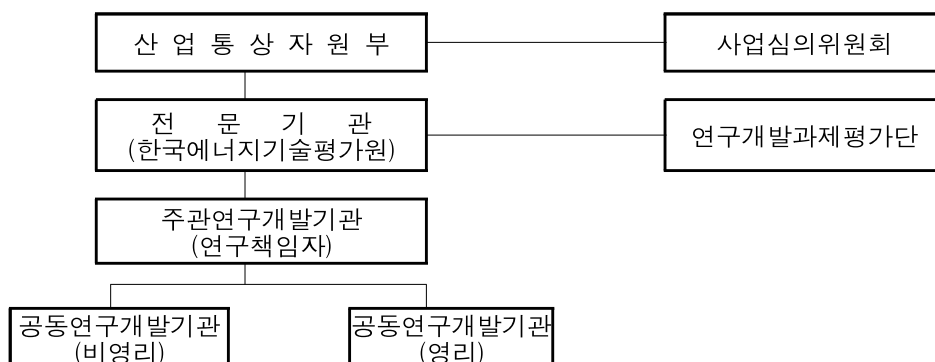 산 업 통 상 자 원 부
사업심의위원회
전 문 기 관
(한국에너지기술평가원)
연구개발과제평가단
주관연구개발기관
(연구책임자)
공동연구개발기관
(비영리)
공동연구개발기관
(영리)